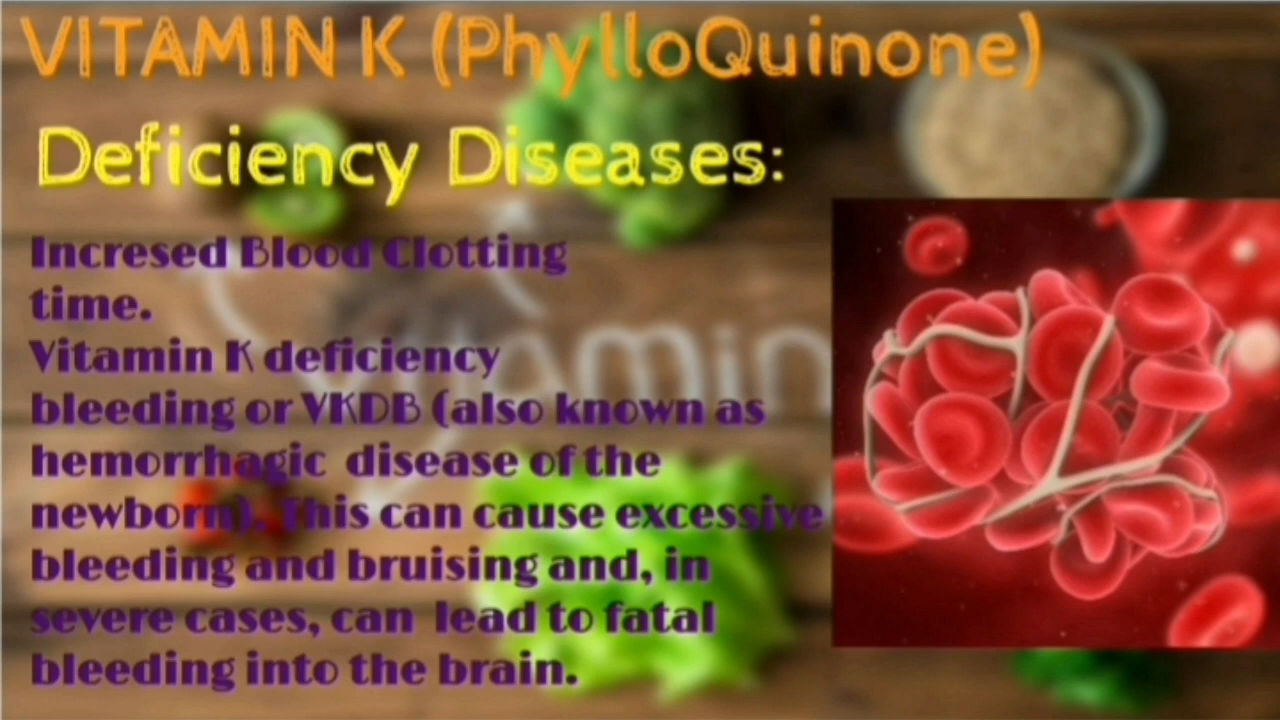 VITAMIN K (PhylloQuinone)
Deficiency Diseases:
Incresed Blood Clotting
time.
Vitamin K deficiency
bleeding or VKDB (also known as
hemorrhagic disease of the
newborn). This can cause excessive
bleeding and bruising and, in
severe cases, can lead to fatal
bleeding into the brain.
Vitamin